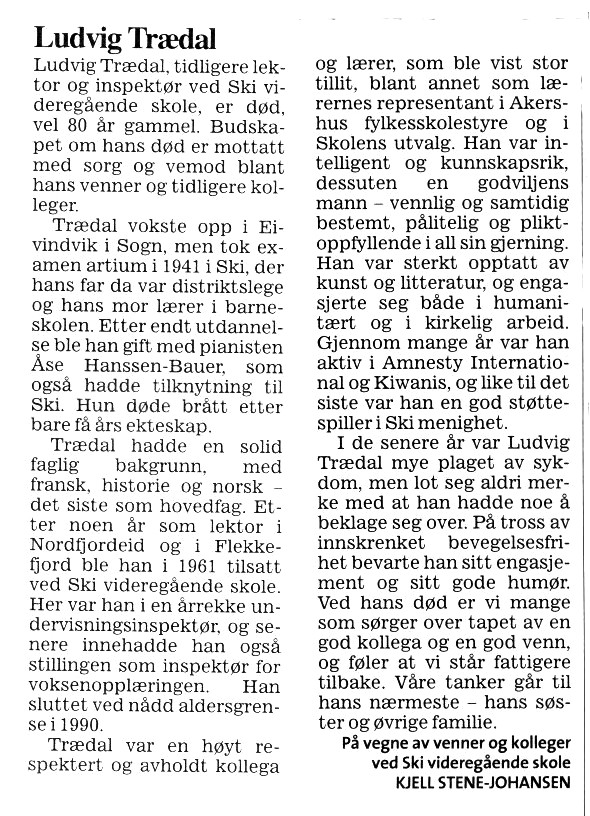 Ludvig Trædal
Ludvig Trædal, tidligere lek-
tor og inspektør ved Ski vi-
deregående skole, er død,
vel 80 år gammel. Budska-
pet om hans død er mottatt
med sorg og vemod blant
hans venner og tidligere kol-
leger.
Trædal vokste opp i Ei-
vindvik i Sogn, men tok ex-
amen artium i 1941 i Ski, der
hans far da var distriktslege
og hans mor lærer i barne-
skolen. Etter endt utdannel-
se ble han gift med pianisten
Åse Hanssen-Bauer, som
også hadde tilknytning til
Ski. Hun døde brått etter
bare få års ekteskap.
Trædal hadde en solid
faglig bakgrunn, med
fransk, historie og norsk –
det siste som hovedfag. Et-
ter noen år som lektor i
Nordfjordeid og i Flekke-
fjord ble han i 1961 tilsatt
ved Ski videregående skole.
Her var han i en årrekke un-
dervisningsinspektør, og se-
nere innehadde han også
stillingen som inspektør for
voksenopplæringen. Han
sluttet ved nådd aldersgren-
se i 1990.
Trædal var en høyt re-
spektert og avholdt kollega
og lærer, som ble vist stor
tillit, blant annet som læ-
rernes representant i Akers-
hus fylkesskolestyre og i
Skolens utvalg. Han var in-
telligent og kunnskapsrik,
dessuten en godviljens
mann – vennlig og samtidig
bestemt, pålitelig og plikt-
oppfyllende i all sin gjerning.
Han var sterkt opptatt av
kunst og litteratur, og enga-
sjerte seg både i humani-
tært og i kirkelig arbeid.
Gjennom mange år var han
aktiv i Amnesty Internatio-
nal og Kiwanis, og like til det
siste var han en god støtte-
spiller i Ski menighet.
I de senere år var Ludvig
Trædal mye plaget av syk-
dom, men lot seg aldri mer-
ke med at han hadde noe å
beklage seg over. På tross av
innskrenket bevegelsesfri-
het bevarte han sitt engasje-
ment og sitt gode humør.
Ved hans død er vi mange
som sørger over tapet av en
god kollega og en god venn,
og føler at vi står fattigere
tilbake. Våre tanker går til
hans nærmeste – hans søs-
ter og øvrige familie.
På vegne av venner og kolleger
ved Ski videregående skole
KJELL STENE-JOHANSEN